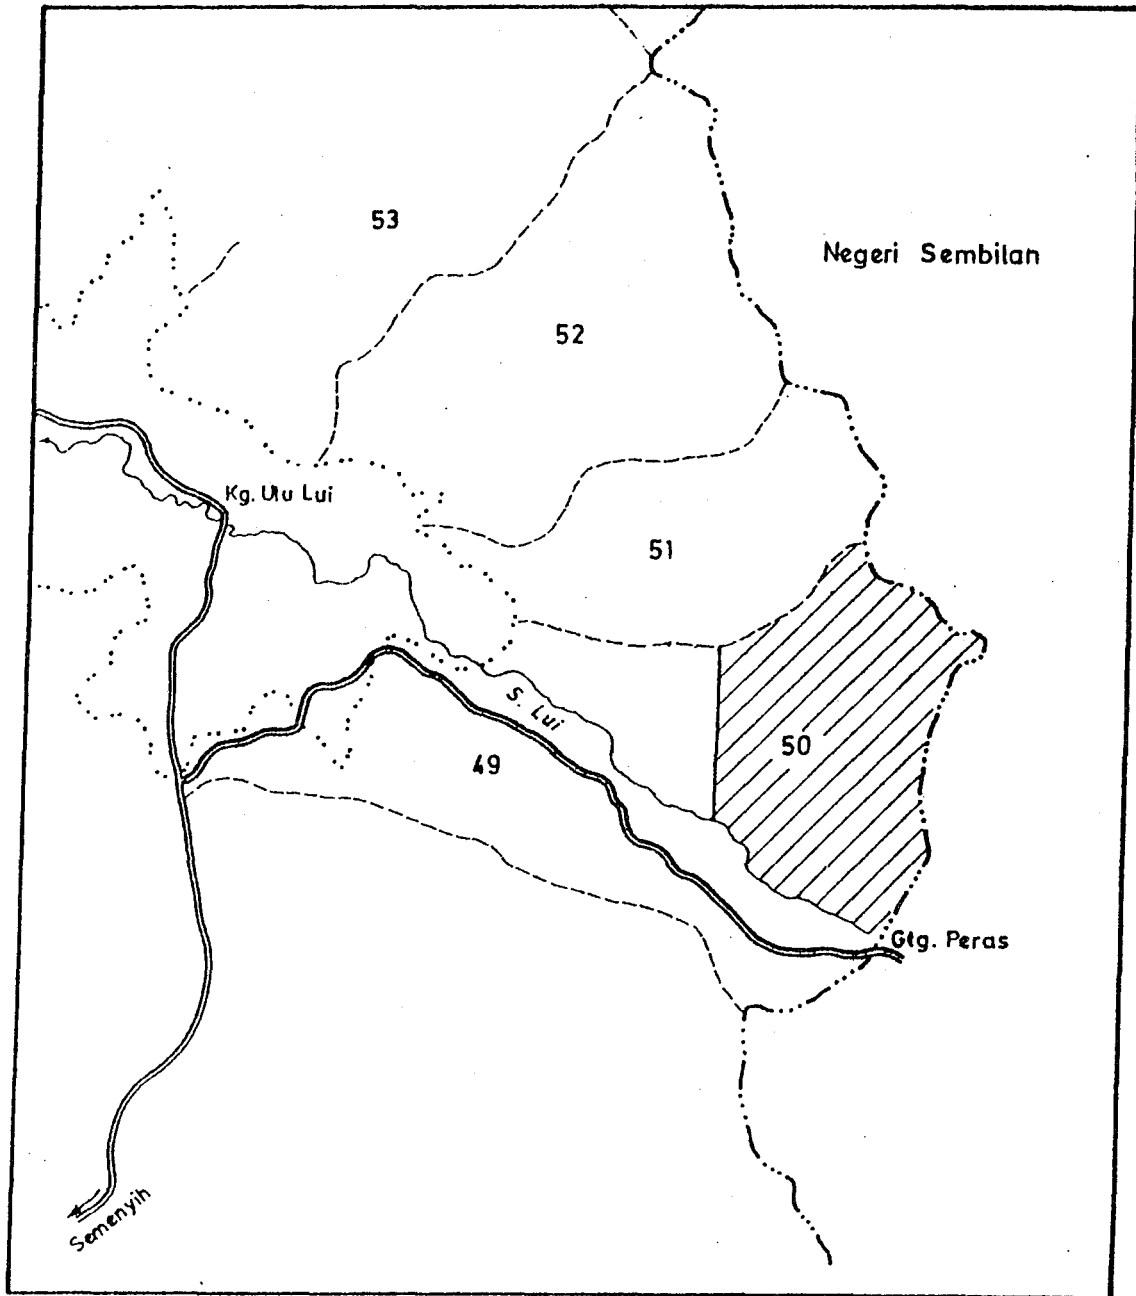 53
Negeri Sembilan
52
Kg. Ulu Lui
51
S. Lui
50
49
Gtg. Peras
Semenyih